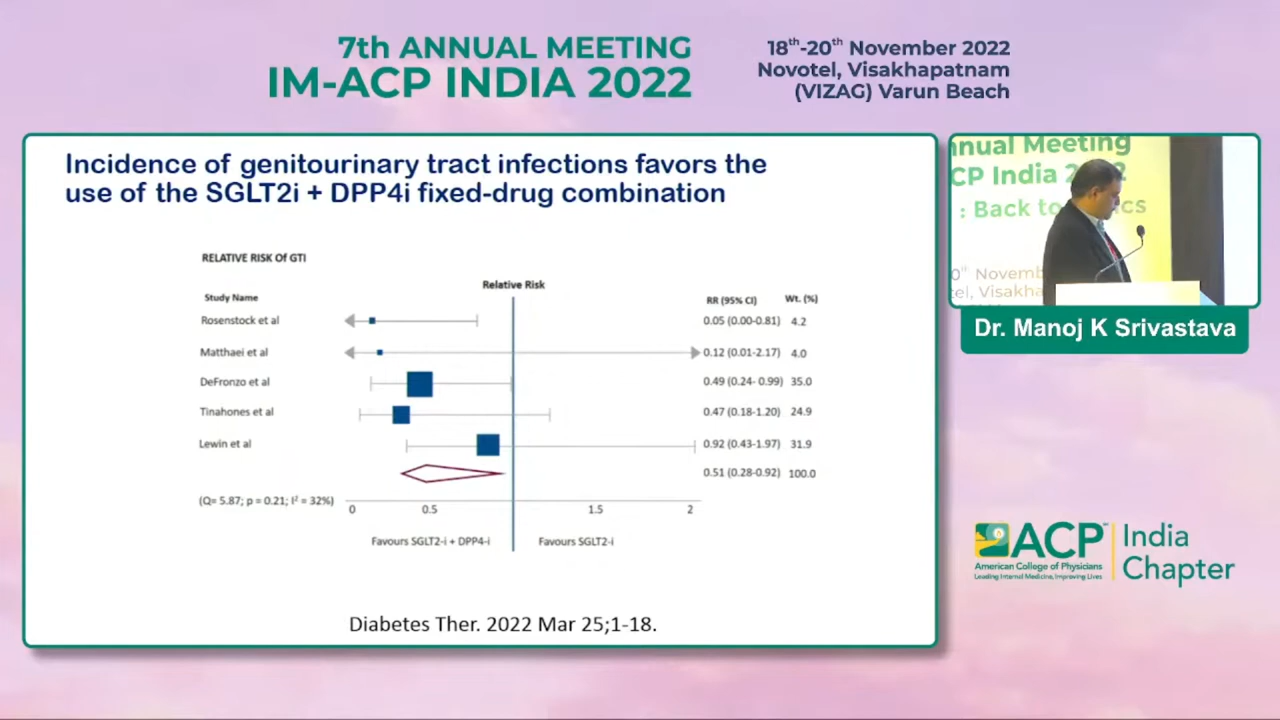 7th ANNUAL MEETING
IM-ACP INDIA 2022
18th-20th November 2022
Novotel, Visakhapatnam
(VIZAG) Varun Beach
Incidence of genitourinary tract infections favors the
use of the SGLT2i + DPP4i fixed-drug combination
RELATIVE RISK OF GTI
Relative Risk
Study Name RR (95% CI) Wt. (%)
Rosenstock et al 0.05 (0.00-0.81) 4.2
Matthaei et al 0.12 (0.01-2.17) 4.0
DeFronzo et al 0.49 (0.24- 0.99) 35.0
Tinahones et al 0.47 (0.18-1.20) 24.9
Lewin et al 0.92 (0.43-1.97) 31.9
0.51 (0.28-0.92) 100.0
(Q= 5.87; p = 0.21; I² = 32%)
0 0.5 1.5 2
Favours SGLT2-i + DPP4-i Favours SGLT2-i
Diabetes Ther. 2022 Mar 25;1-18.
nnual Meeting
CP India 2
: Back to cs
0th Novemb
tel, Visakha
Dr. Manoj K Srivastava
ACP
American College of Physicians
Leading Internal Medicine, Improving Lives
India
Chapter